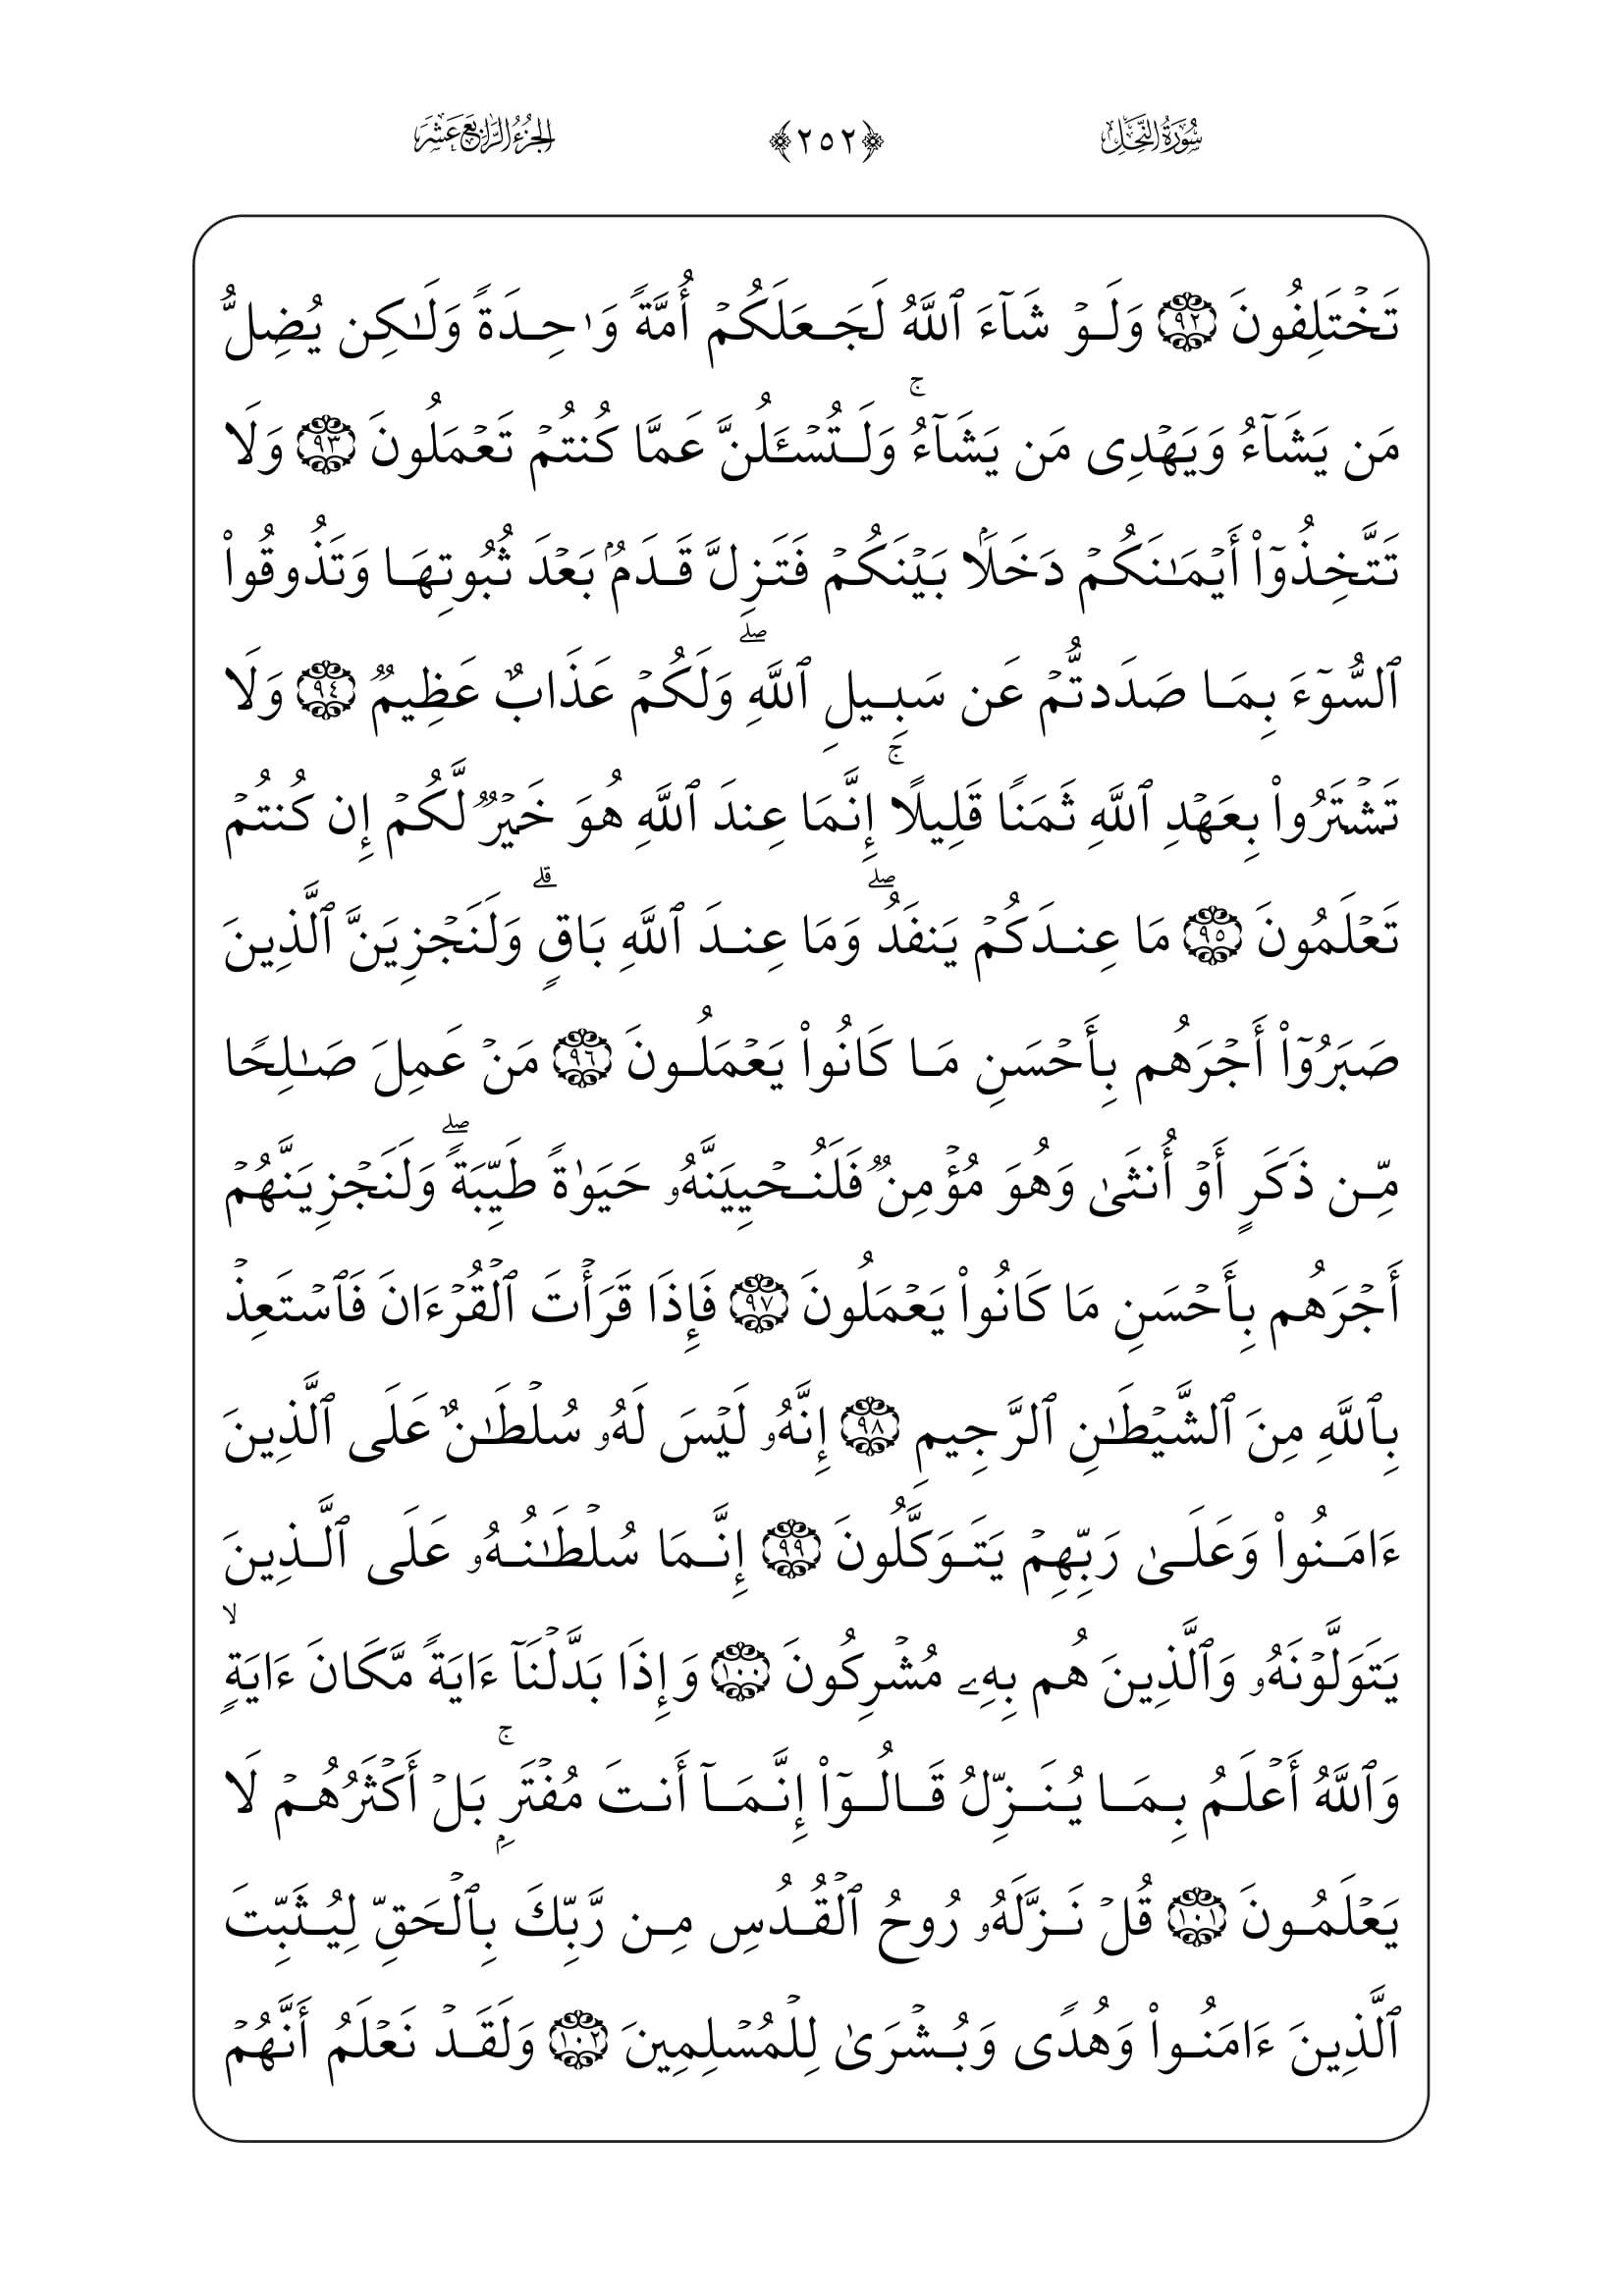 سُورَةُ النَّحۡلِ ﴿٢٥٢﴾ الجُزْءُ الرَّابِعَ عَشَرَ
تَخۡتَلِفُونَ ٩٢ وَلَوۡ شَآءَ ٱللَّهُ لَجَعَلَكُمۡ أُمَّةٗ وَٰحِدَةٗ وَلَٰكِن يُضِلُّ
مَن يَشَآءُ وَيَهۡدِي مَن يَشَآءُۚ وَلَتُسۡـَٔلُنَّ عَمَّا كُنتُمۡ تَعۡمَلُونَ ٩٣ وَلَا
تَتَّخِذُوٓاْ أَيۡمَٰنَكُمۡ دَخَلَۢا بَيۡنَكُمۡ فَتَزِلَّ قَدَمُۢ بَعۡدَ ثُبُوتِهَا وَتَذُوقُواْ
ٱلسُّوٓءَ بِمَا صَدَدتُّمۡ عَن سَبِيلِ ٱللَّهِۖ وَلَكُمۡ عَذَابٌ عَظِيمٞ ٩٤ وَلَا
تَشۡتَرُواْ بِعَهۡدِ ٱللَّهِ ثَمَنٗا قَلِيلًاۚ إِنَّمَا عِندَ ٱللَّهِ هُوَ خَيۡرٞ لَّكُمۡ إِن كُنتُمۡ
تَعۡلَمُونَ ٩٥ مَا عِندَكُمۡ يَنفَدُۖ وَمَا عِندَ ٱللَّهِ بَاقٖۗ وَلَنَجۡزِيَنَّ ٱلَّذِينَ
صَبَرُوٓاْ أَجۡرَهُم بِأَحۡسَنِ مَا كَانُواْ يَعۡمَلُونَ ٩٦ مَنۡ عَمِلَ صَٰلِحٗا
مِّن ذَكَرٍ أَوۡ أُنثَىٰ وَهُوَ مُؤۡمِنٞ فَلَنُحۡيِيَنَّهُۥ حَيَوٰةٗ طَيِّبَةٗۖ وَلَنَجۡزِيَنَّهُمۡ
أَجۡرَهُم بِأَحۡسَنِ مَا كَانُواْ يَعۡمَلُونَ ٩٧ فَإِذَا قَرَأۡتَ ٱلۡقُرۡءَانَ فَٱسۡتَعِذۡ
بِٱللَّهِ مِنَ ٱلشَّيۡطَٰنِ ٱلرَّجِيمِ ٩٨ إِنَّهُۥ لَيۡسَ لَهُۥ سُلۡطَٰنٌ عَلَى ٱلَّذِينَ
ءَامَنُواْ وَعَلَىٰ رَبِّهِمۡ يَتَوَكَّلُونَ ٩٩ إِنَّمَا سُلۡطَٰنُهُۥ عَلَى ٱلَّذِينَ
يَتَوَلَّوۡنَهُۥ وَٱلَّذِينَ هُم بِهِۦ مُشۡرِكُونَ ١٠٠ وَإِذَا بَدَّلۡنَآ ءَايَةٗ مَّكَانَ ءَايَةٖۙ
وَٱللَّهُ أَعۡلَمُ بِمَا يُنَزِّلُ قَالُوٓاْ إِنَّمَآ أَنتَ مُفۡتَرِۭۚ بَلۡ أَكۡثَرُهُمۡ لَا
يَعۡلَمُونَ ١٠١ قُلۡ نَزَّلَهُۥ رُوحُ ٱلۡقُدُسِ مِن رَّبِّكَ بِٱلۡحَقِّ لِيُثَبِّتَ
ٱلَّذِينَ ءَامَنُواْ وَهُدٗى وَبُشۡرَىٰ لِلۡمُسۡلِمِينَ ١٠٢ وَلَقَدۡ نَعۡلَمُ أَنَّهُمۡ